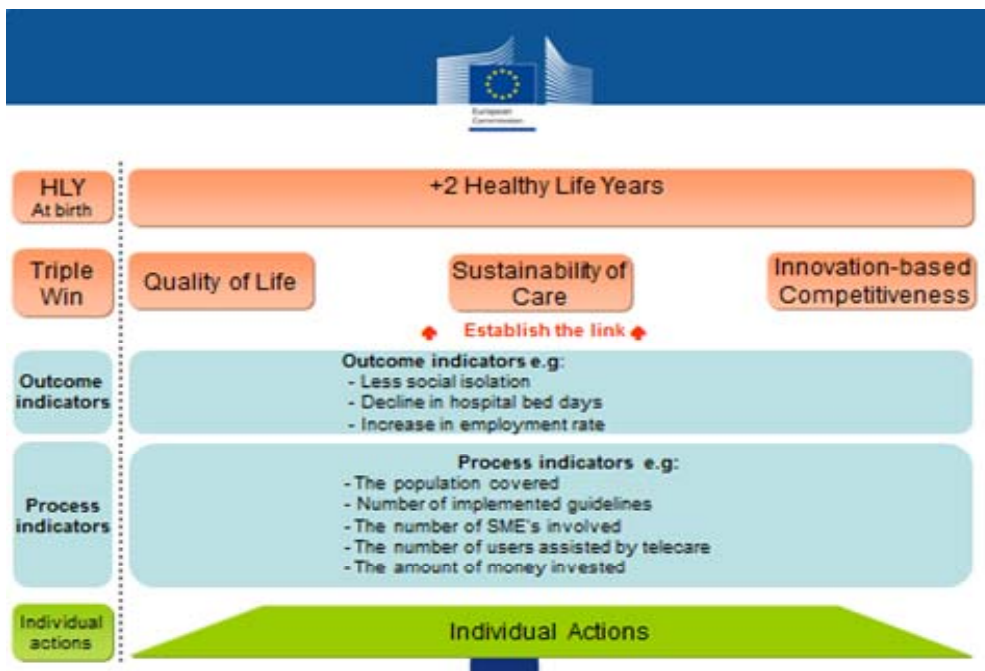 European
Commission
HLY
At birth
+2 Healthy Life Years
Triple
Win
Quality of Life
Sustainability of
Care
Innovation-based
Competitiveness
Establish the link
Outcome
indicators
Outcome indicators e.g:
- Less social isolation
- Decline in hospital bed days
- Increase in employment rate
Process
indicators
Process indicators e.g:
- The population covered
- Number of implemented guidelines
- The number of SME's involved
- The number of users assisted by telecare
- The amount of money invested
Individual
actions
Individual Actions